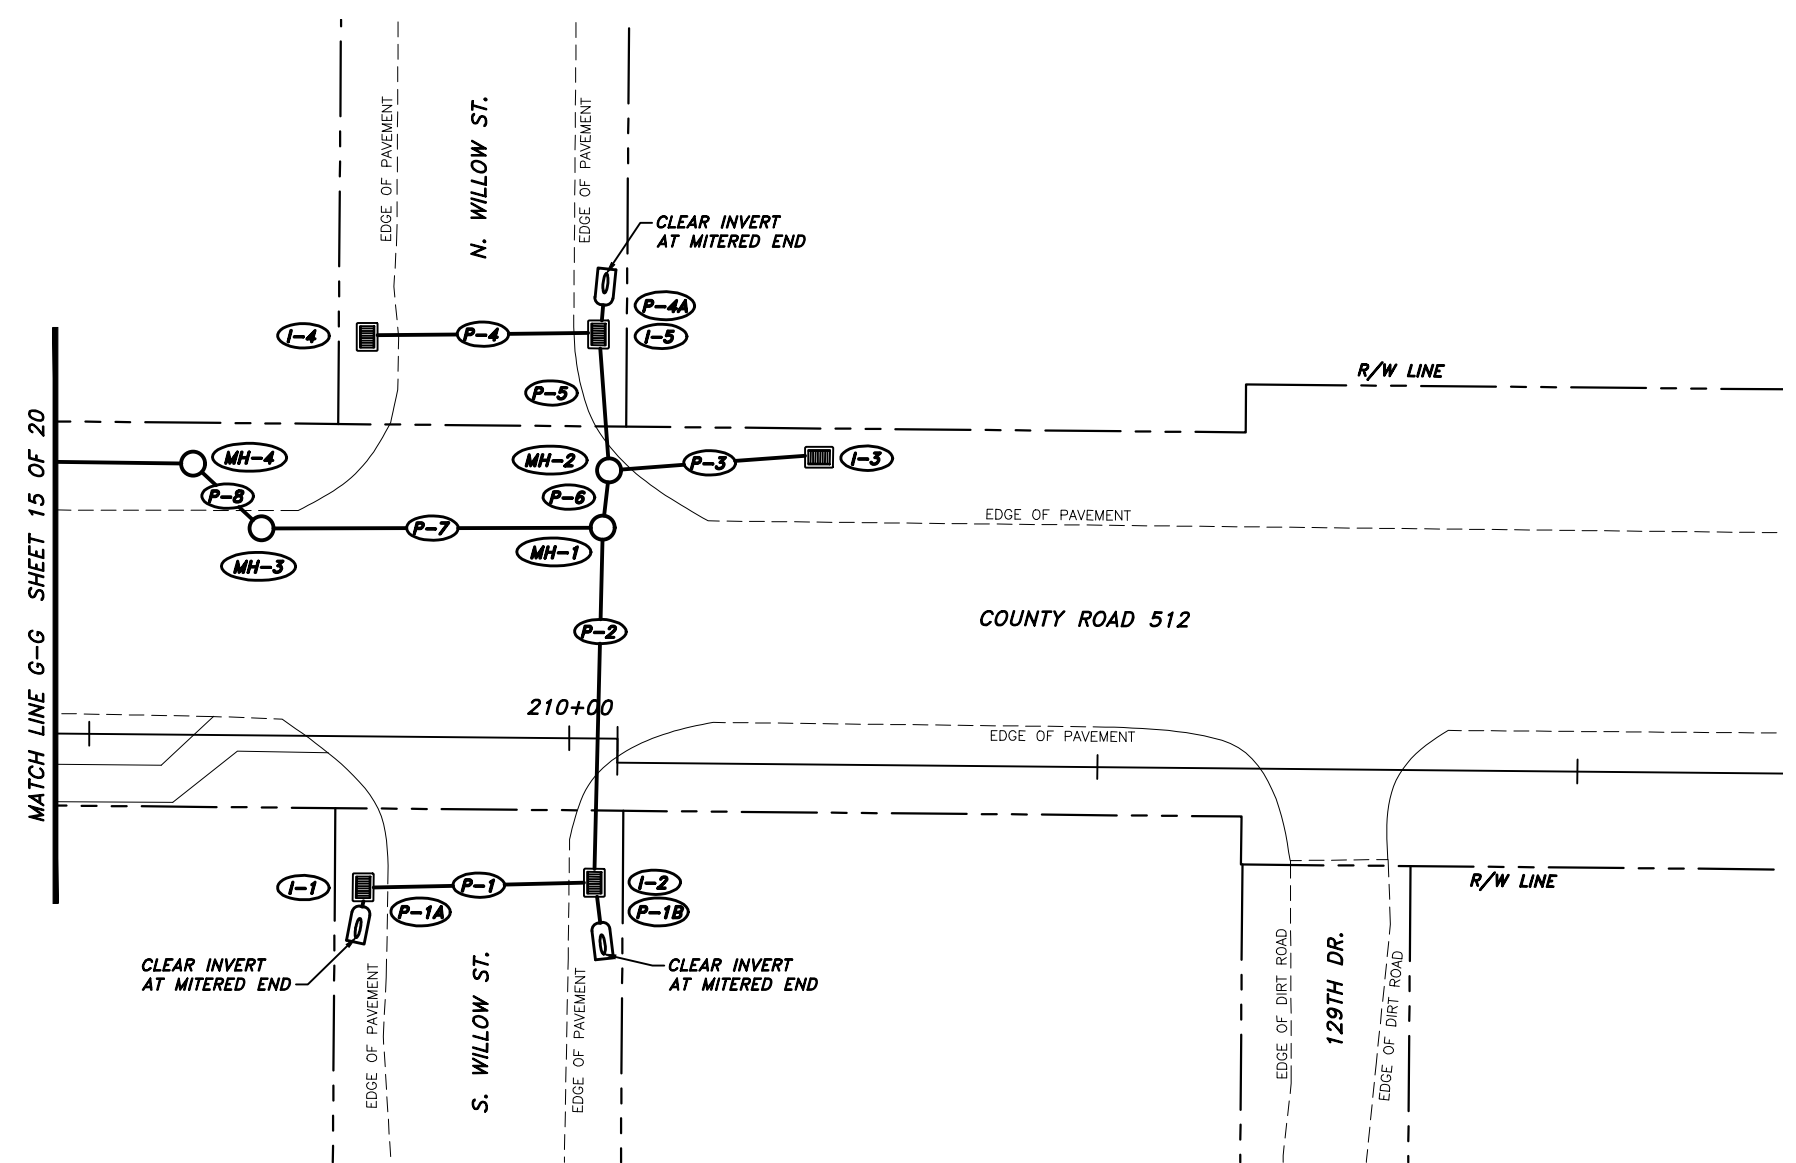 EDGE OF PAVEMENT
N. WILLOW ST.
EDGE OF PAVEMENT
CLEAR INVERT
AT MITERED END
P-4A
I-4
P-4
I-5
P-5
R/W LINE
MATCH LINE G-G SHEET 15 OF 20
MH-4
MH-2
P-3
I-3
P-8
P-6
EDGE OF PAVEMENT
P-7
MH-1
MH-3
COUNTY ROAD 512
P-2
210+00
EDGE OF PAVEMENT
I-1
P-1
I-2
R/W LINE
P-1A
P-1B
CLEAR INVERT
AT MITERED END
CLEAR INVERT
AT MITERED END
EDGE OF PAVEMENT
S. WILLOW ST.
EDGE OF PAVEMENT
EDGE OF DIRT ROAD
129TH DR.
EDGE OF DIRT ROAD